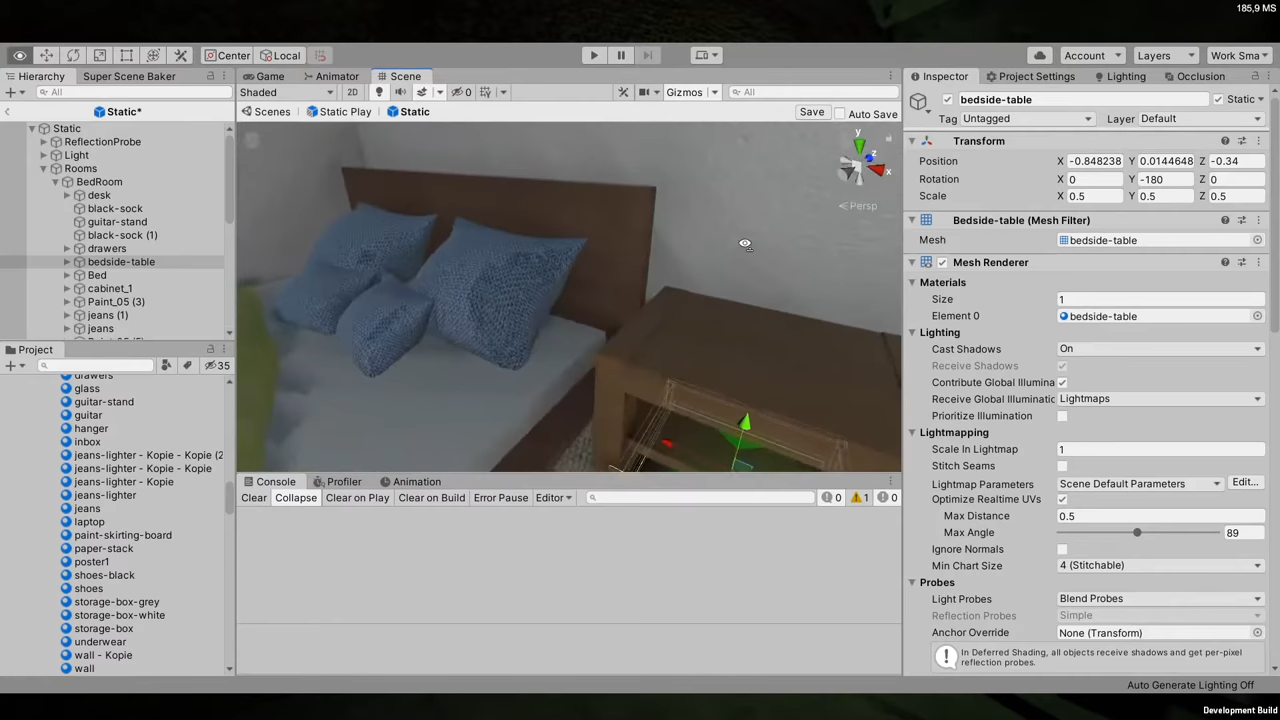 185,9 MS
Center
Local
Account
Layers
Work Sma
Hierarchy
Super Scene Baker
Game
Animator
Scene
Inspector
Project Settings
Lighting
Occlusion
All
Shaded
2D
0
Gizmos
All
Static*
Scenes
Static Play
Static
Save
Auto Save
bedside-table
Static
Tag Untagged
Layer Default
Static
ReflectionProbe
Light
Rooms
BedRoom
desk
black-sock
guitar-stand
black-sock (1)
drawers
bedside-table
Bed
cabinet_1
Paint_05 (3)
jeans (1)
jeans
y
z
x
Persp
Transform
Position X -0.848238 Y 0.0144648 Z -0.34
Rotation X 0 Y -180 Z 0
Scale X 0.5 Y 0.5 Z 0.5
Bedside-table (Mesh Filter)
Mesh bedside-table
Mesh Renderer
Materials
Size 1
Element 0 bedside-table
Lighting
Cast Shadows On
Receive Shadows
Contribute Global Illumina
Receive Global Illuminatic Lightmaps
Prioritize Illumination
Lightmapping
Scale In Lightmap 1
Stitch Seams
Lightmap Parameters Scene Default Parameters Edit...
Optimize Realtime UVs
Max Distance 0.5
Max Angle 89
Ignore Normals
Min Chart Size 4 (Stitchable)
Probes
Light Probes Blend Probes
Reflection Probes Simple
Anchor Override None (Transform)
In Deferred Shading, all objects receive shadows and get per-pixel
reflection probes.
Project
35
drawers
glass
guitar-stand
guitar
hanger
inbox
jeans-lighter - Kopie - Kopie (2
jeans-lighter - Kopie - Kopie
jeans-lighter - Kopie
jeans-lighter
jeans
laptop
paint-skirting-board
paper-stack
poster1
shoes-black
shoes
storage-box-grey
storage-box-white
storage-box
underwear
wall - Kopie
wall
Console
Profiler
Animation
Clear
Collapse
Clear on Play
Clear on Build
Error Pause
Editor
0
1
0
Auto Generate Lighting Off
Development Build